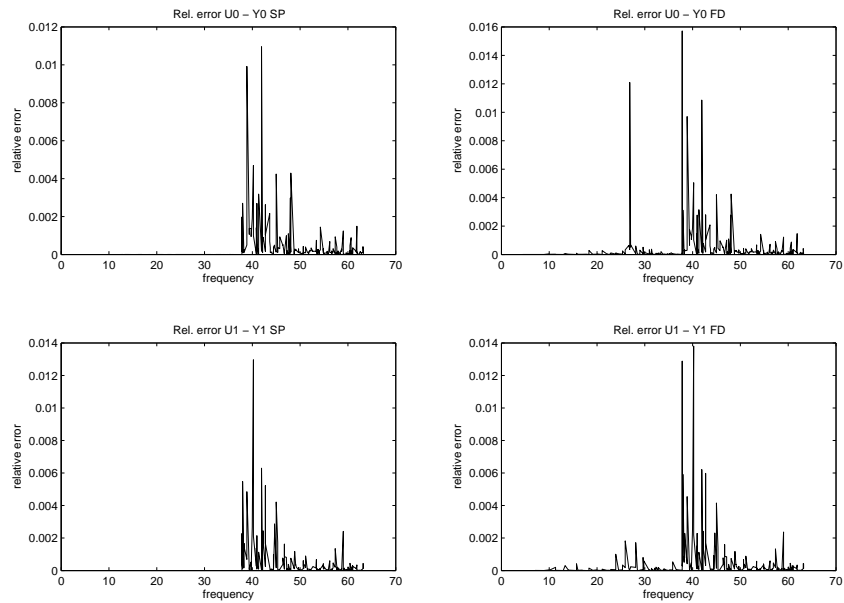 Rel. error U0 − Y0 SP
0.012
0.01
0.008
0.006
0.004
0.002
0
relative error
0 10 20 30 40 50 60 70
frequency
Rel. error U0 − Y0 FD
0.016
0.014
0.012
0.01
0.008
0.006
0.004
0.002
0
relative error
0 10 20 30 40 50 60 70
frequency
Rel. error U1 − Y1 SP
0.014
0.012
0.01
0.008
0.006
0.004
0.002
0
relative error
0 10 20 30 40 50 60 70
frequency
Rel. error U1 − Y1 FD
0.014
0.012
0.01
0.008
0.006
0.004
0.002
0
relative error
0 10 20 30 40 50 60 70
frequency